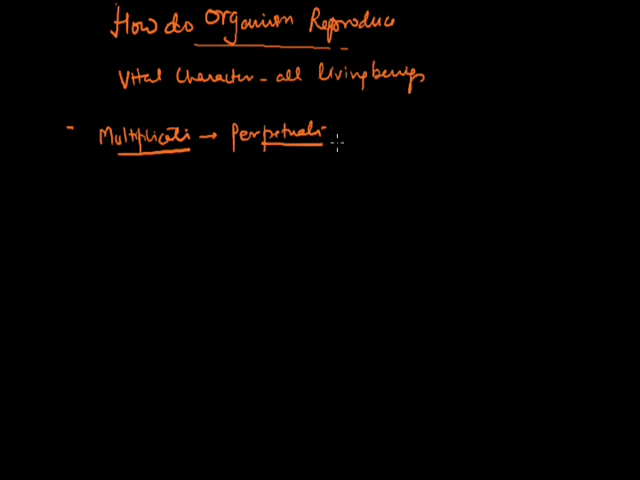 How do Organism Reproduce
Vital Character - all living beings
- Multiplicati → Perpetuati